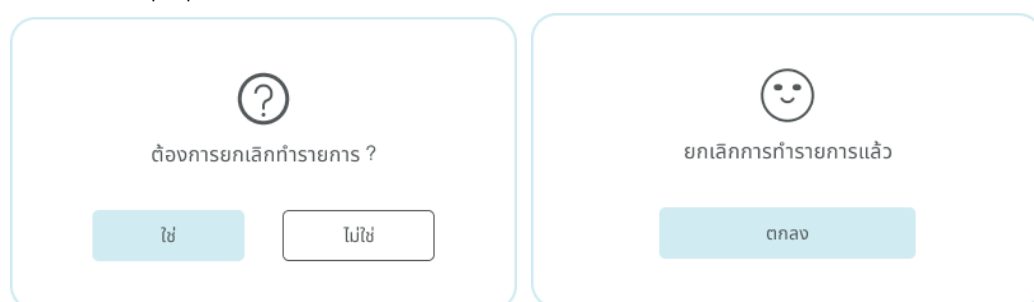 ต้องการยกเลิกทำรายการ ?
ใช่
ไม่ใช่
ยกเลิกการทำรายการแล้ว
ตกลง